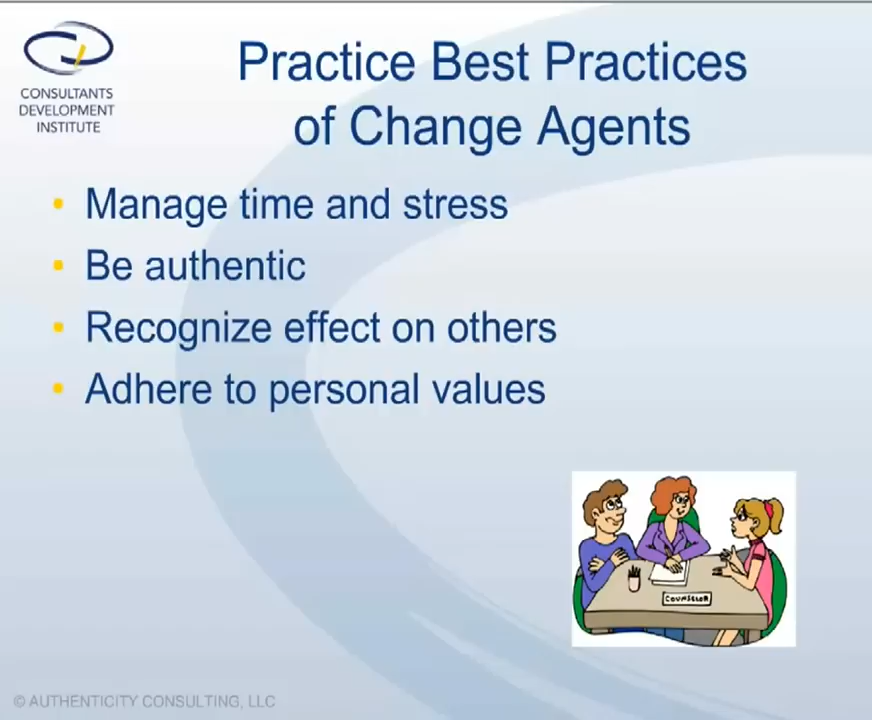 CONSULTANTS
DEVELOPMENT
INSTITUTE
Practice Best Practices
of Change Agents
• Manage time and stress
• Be authentic
• Recognize effect on others
• Adhere to personal values
COUNSELOR
© AUTHENTICITY CONSULTING, LLC